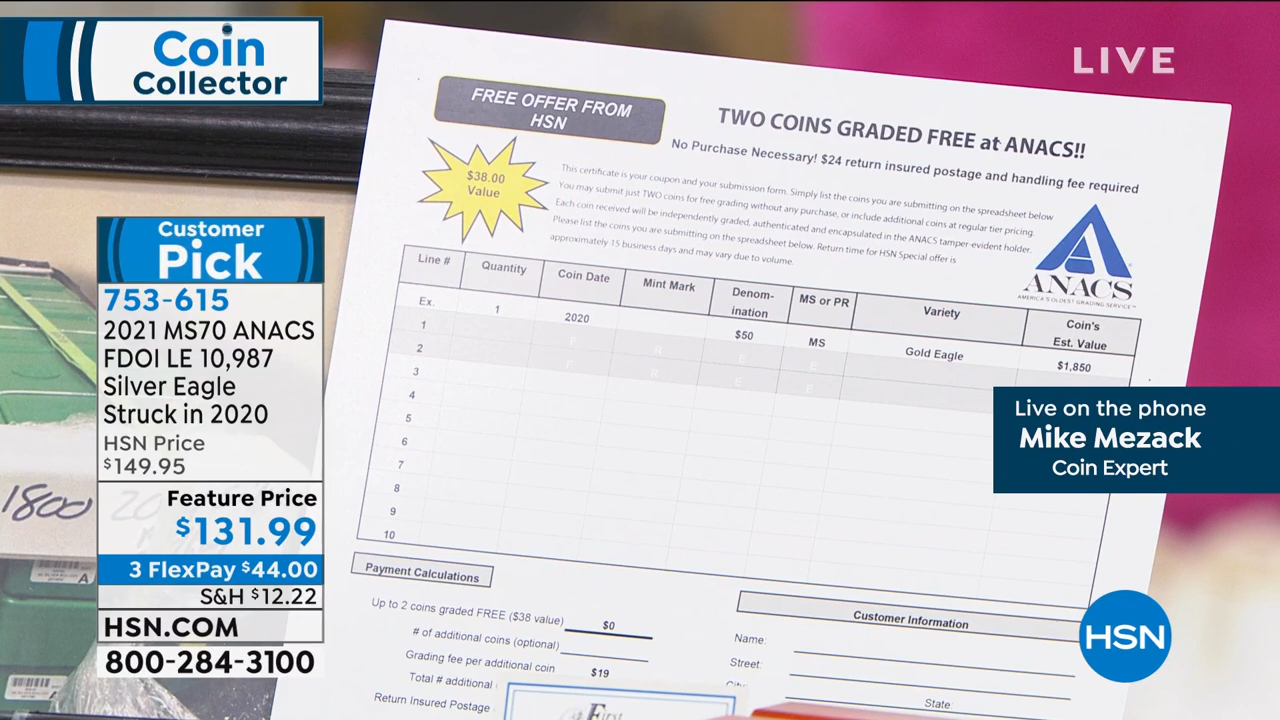 Coin
Collector
LIVE
Customer
Pick
753-615
2021 MS70 ANACS
FDOI LE 10,987
Silver Eagle
Struck in 2020
HSN Price
$149.95
Feature Price
$131.99
3 FlexPay $44.00
S&H $12.22
HSN.COM
800-284-3100
1800
FREE OFFER FROM
HSN
$38.00
Value
TWO COINS GRADED FREE at ANACS!!
No Purchase Necessary! $24 return insured postage and handling fee required
This certificate is your coupon and your submission form. Simply list the coins you are submitting on the spreadsheet below
You may submit just TWO coins for free grading without any purchase, or include additional coins at regular tier pricing.
Each coin received will be independently graded, authenticated and encapsulated in the ANACS tamper-evident holder.
Please list the coins you are submitting on the spreadsheet below. Return time for HSN Special offer is
approximately 15 business days and may vary due to volume.
ANACS
AMERICA'S OLDEST GRADING SERVICE
Line # Quantity Coin Date Mint Mark Denom-ination MS or PR Variety Coin's Est. Value
Ex. 1 2020 $50 MS Gold Eagle $1,850
1 F R E E
2 F R E E
3
4
5
6
7
8
9
10
Live on the phone
Mike Mezack
Coin Expert
Payment Calculations
Up to 2 coins graded FREE ($38 value) $0
# of additional coins (optional)
Grading fee per additional coin $19
Total # additional
Return Insured Postage
Customer Information
Name:
Street:
State:
First
HSN